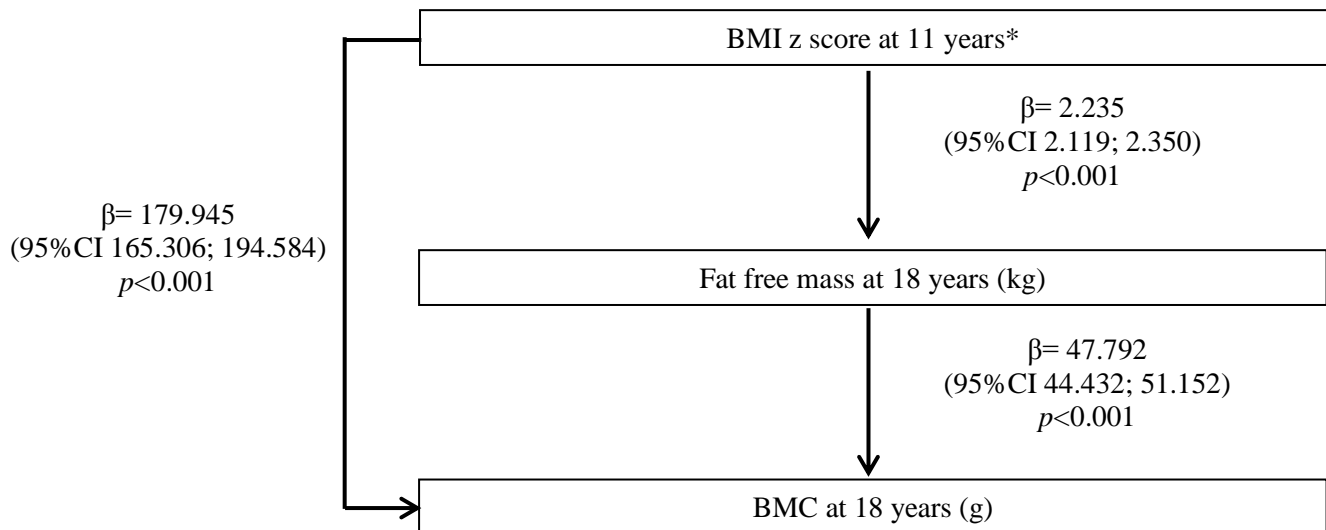 BMI z score at 11 years*
β= 2.235
(95%CI 2.119; 2.350)
p<0.001
β= 179.945
(95%CI 165.306; 194.584)
p<0.001
Fat free mass at 18 years (kg)
β= 47.792
(95%CI 44.432; 51.152)
p<0.001
BMC at 18 years (g)